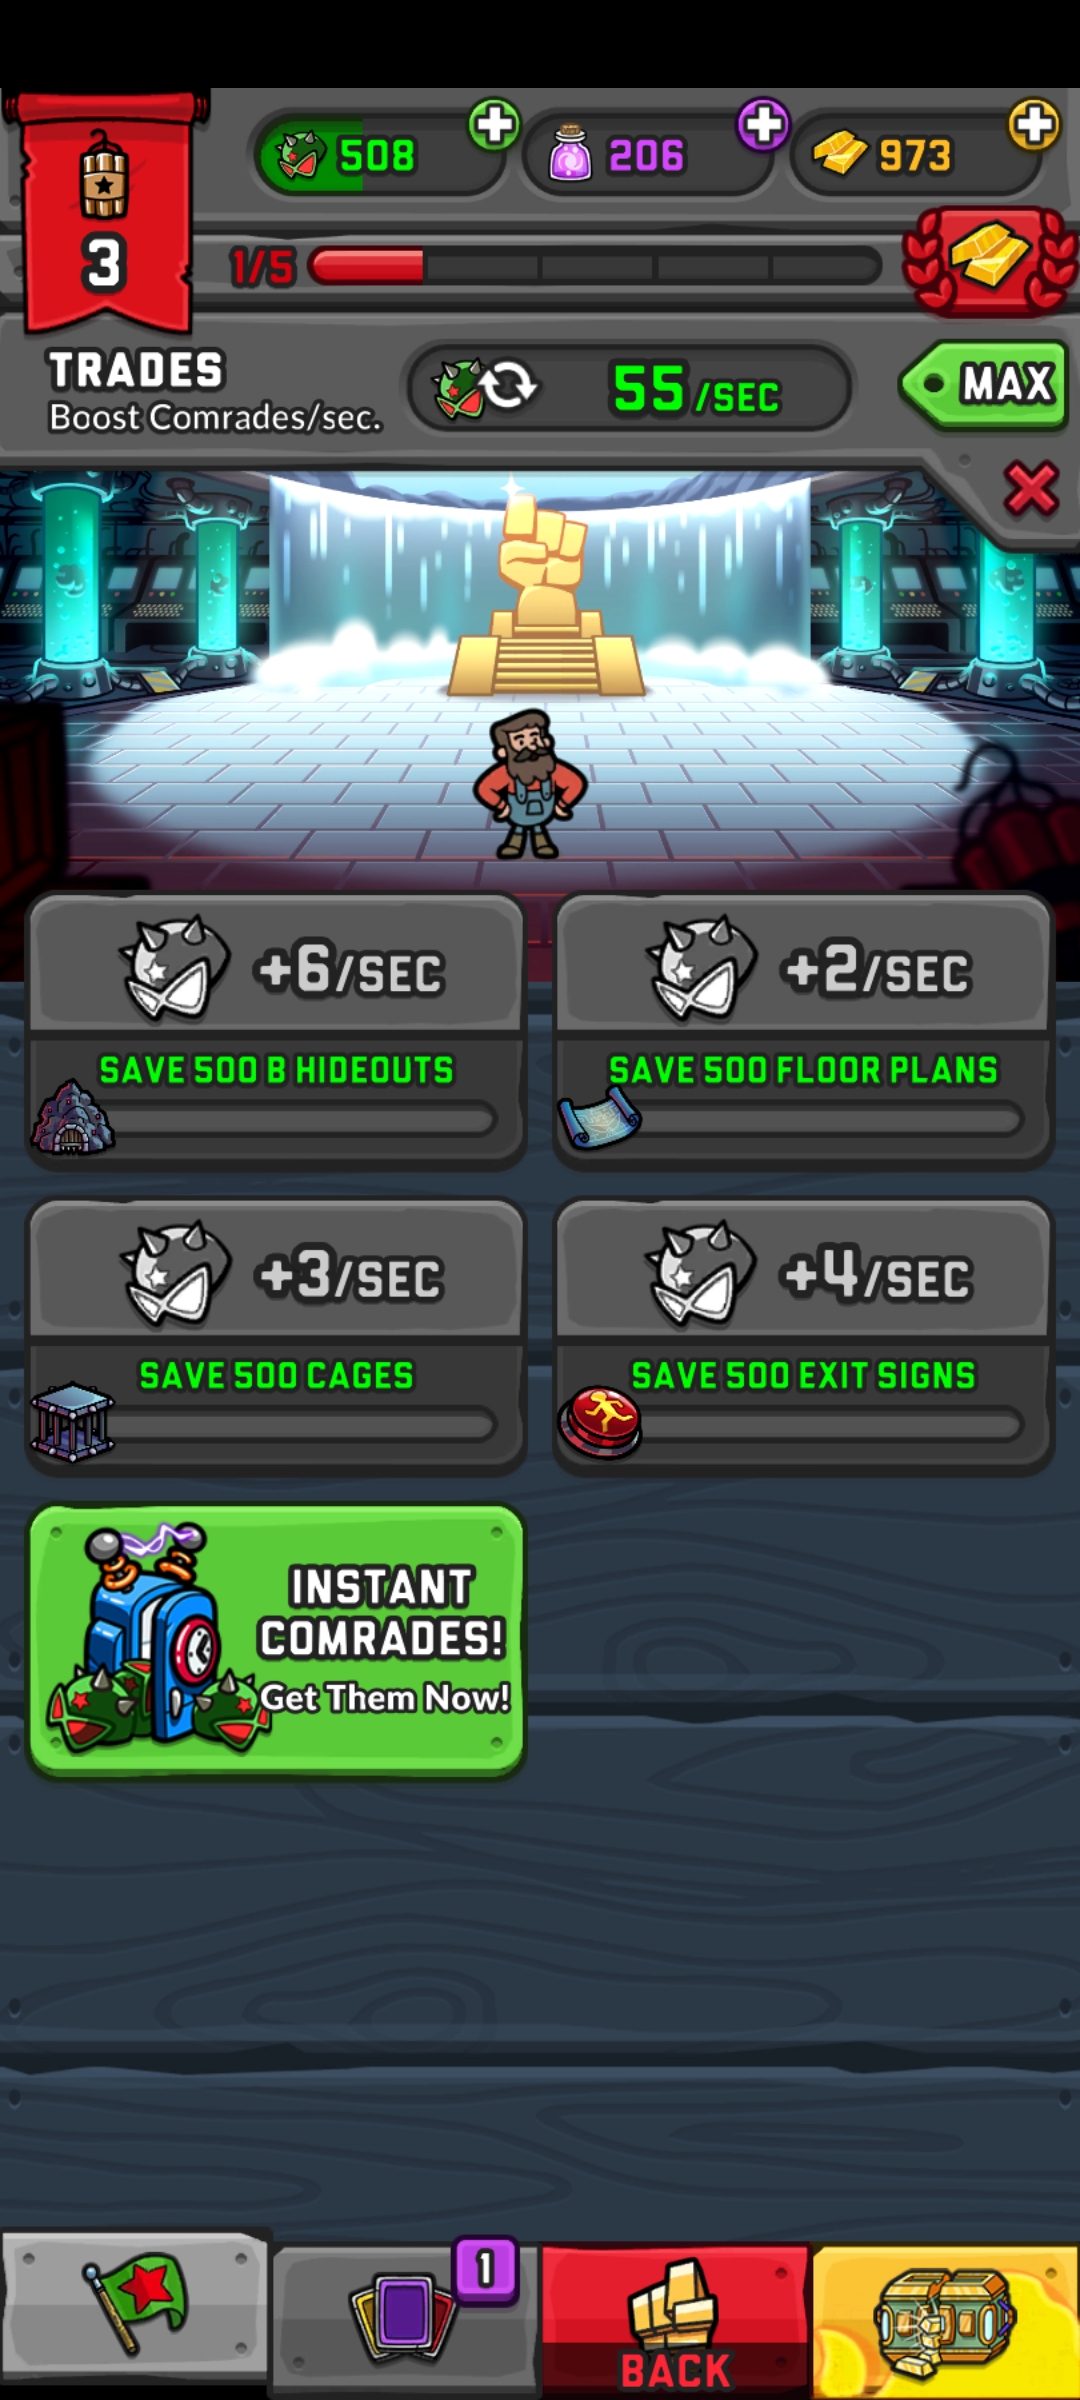 508
206
973
3
1/5
TRADES
Boost Comrades/sec.
55/SEC
MAX
+6/SEC
+2/SEC
SAVE 500 B HIDEOUTS
SAVE 500 FLOOR PLANS
+3/SEC
+4/SEC
SAVE 500 CAGES
SAVE 500 EXIT SIGNS
INSTANT
COMRADES!
Get Them Now!
1
BACK